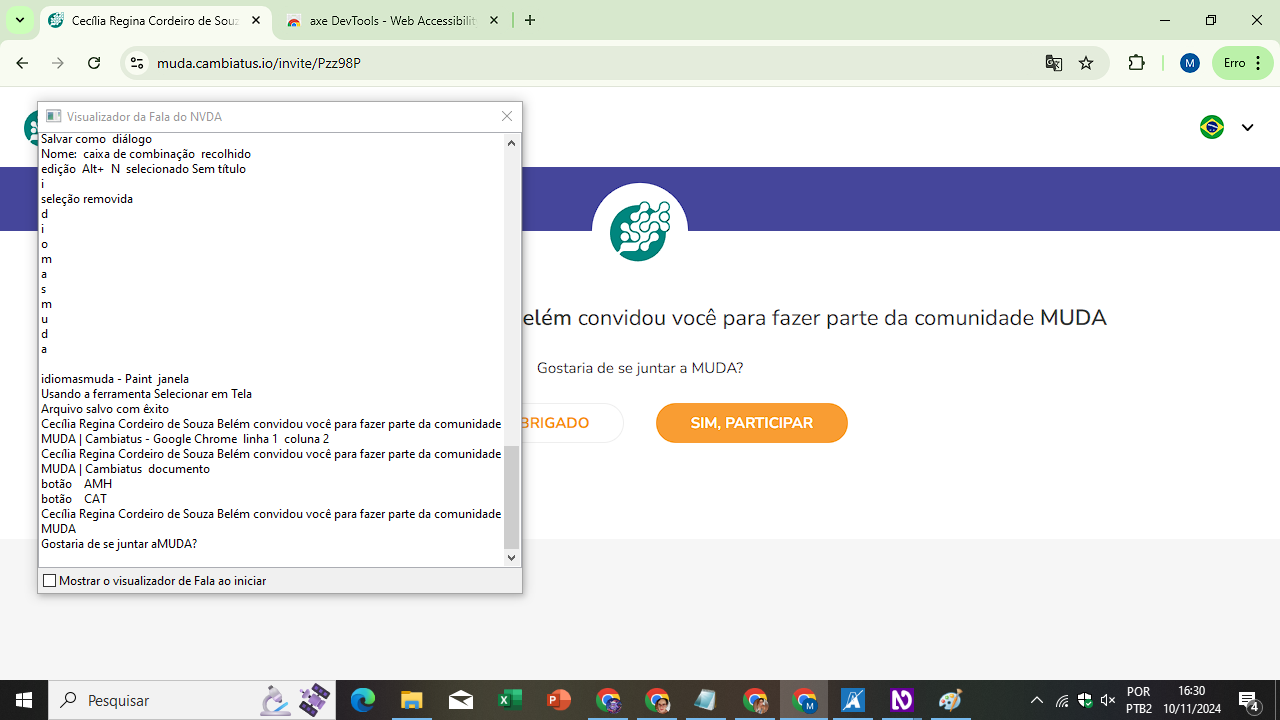 Cecília Regina Cordeiro de Souz
axe DevTools - Web Accessibilit
muda.cambiatus.io/invite/Pzz98P
M
Erro
Visualizador da Fala do NVDA
Salvar como  diálogo
Nome:  caixa de combinação  recolhido
edição  Alt+  N  selecionado Sem título
i
seleção removida
d
i
o
m
a
s
m
u
d
a
idiomasmuda - Paint  janela
Usando a ferramenta Selecionar em Tela
Arquivo salvo com êxito
Cecília Regina Cordeiro de Souza Belém convidou você para fazer parte da comunidade
MUDA | Cambiatus - Google Chrome  linha 1  coluna 2
Cecília Regina Cordeiro de Souza Belém convidou você para fazer parte da comunidade
MUDA | Cambiatus  documento
botão    AMH
botão    CAT
Cecília Regina Cordeiro de Souza Belém convidou você para fazer parte da comunidade
MUDA
Gostaria de se juntar aMUDA?
Mostrar o visualizador de Fala ao iniciar
elém convidou você para fazer parte da comunidade MUDA
Gostaria de se juntar a MUDA?
BRIGADO
SIM, PARTICIPAR
Pesquisar
POR
PTB2
16:30
10/11/2024
4